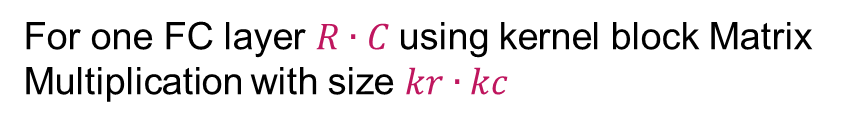 For one FC layer R · C using kernel block Matrix
Multiplication with size kr · kc